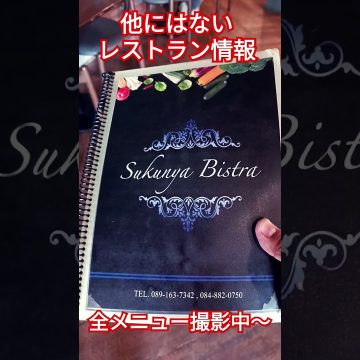 他にはない
レストラン情報
Sukunya Bistra
TEL. 089-163-7342 , 084-882-0750
全メニュー撮影中〜